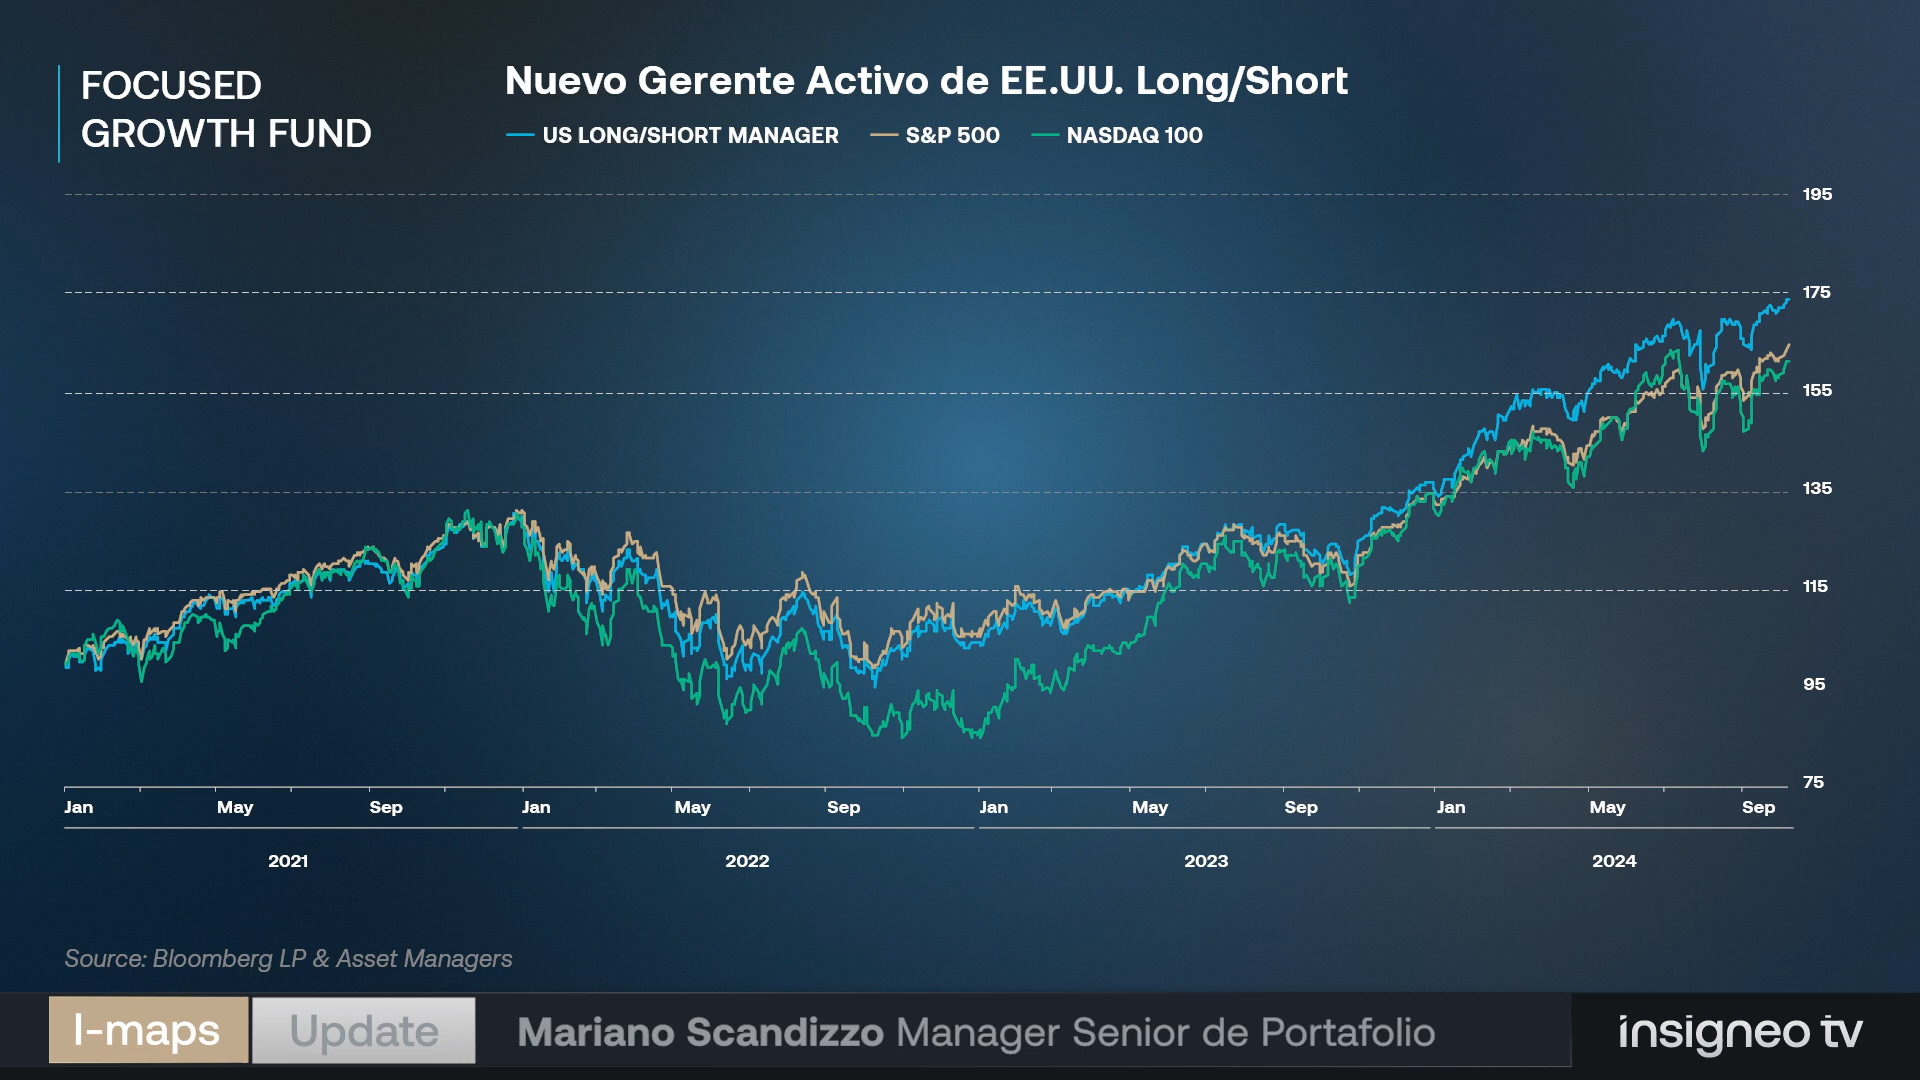 FOCUSED
GROWTH FUND
Nuevo Gerente Activo de EE.UU. Long/Short
US LONG/SHORT MANAGER S&P 500 NASDAQ 100
195
175
155
135
115
95
75
Jan May Sep Jan May Sep Jan May Sep Jan May Sep
2021 2022 2023 2024
Source: Bloomberg LP & Asset Managers
I-maps Update Mariano Scandizzo Manager Senior de Portafolio insigneo tv